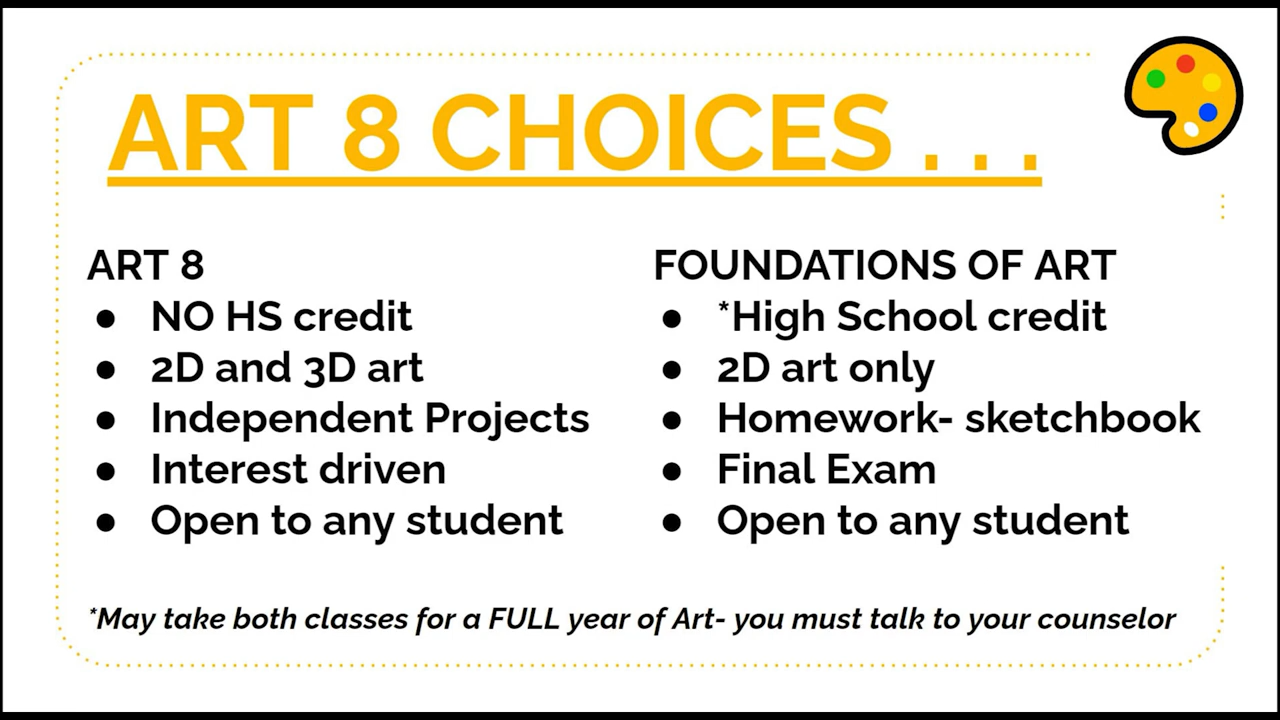 ART 8 CHOICES . . .
ART 8
● NO HS credit
● 2D and 3D art
● Independent Projects
● Interest driven
● Open to any student
FOUNDATIONS OF ART
● *High School credit
● 2D art only
● Homework- sketchbook
● Final Exam
● Open to any student
*May take both classes for a FULL year of Art- you must talk to your counselor